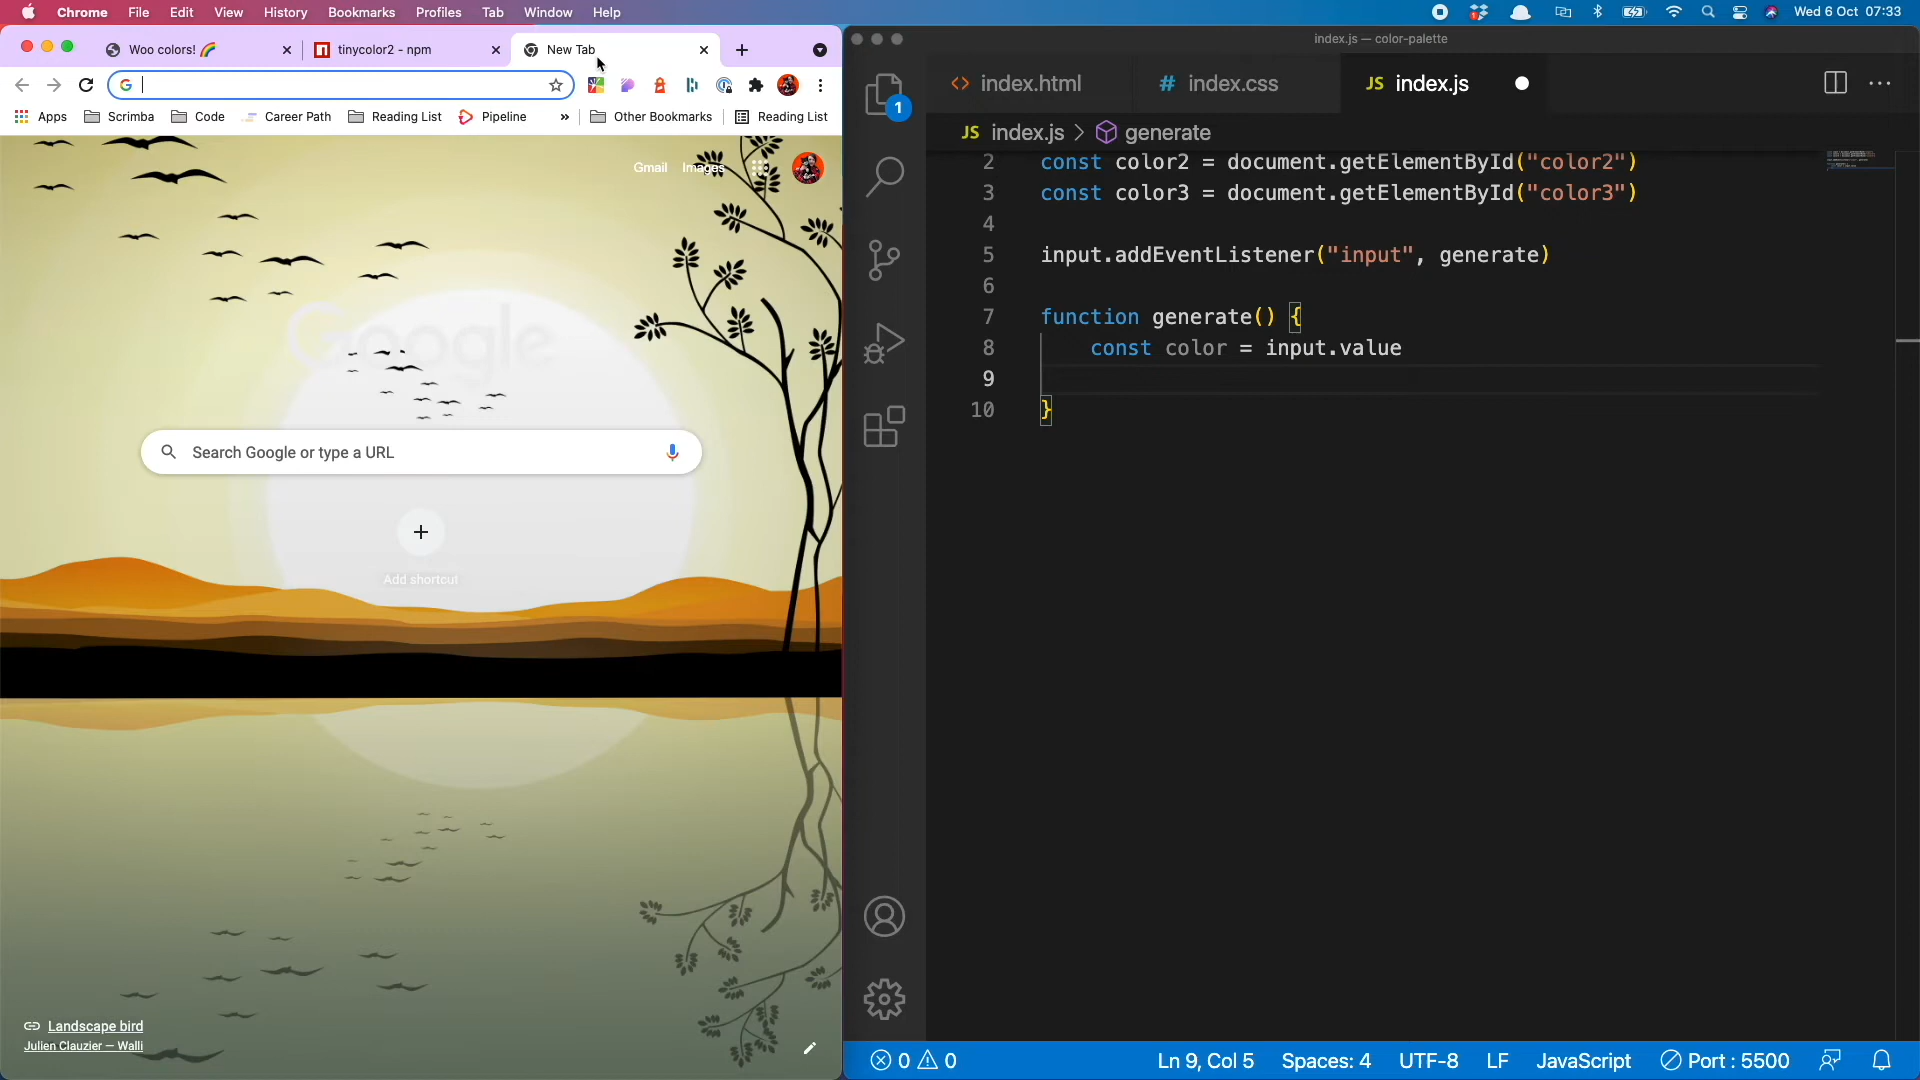 Chrome File Edit View History Bookmarks Profiles Tab Window Help
Wed 6 Oct 07:33
Woo colors! 🌈
tinycolor2 - npm
New Tab
Apps Scrimba Code Career Path Reading List Pipeline » Other Bookmarks Reading List
Gmail Images
Google
Search Google or type a URL
Add shortcut
Landscape bird
Julien Clauzier — Walli
index.js — color-palette
1
<> index.html # index.css JS index.js
JS index.js > generate
2 const color2 = document.getElementById("color2")
3 const color3 = document.getElementById("color3")
4
5 input.addEventListener("input", generate)
6
7 function generate() {
8 const color = input.value
9
10 }
0 0 Ln 9, Col 5 Spaces: 4 UTF-8 LF JavaScript Port : 5500